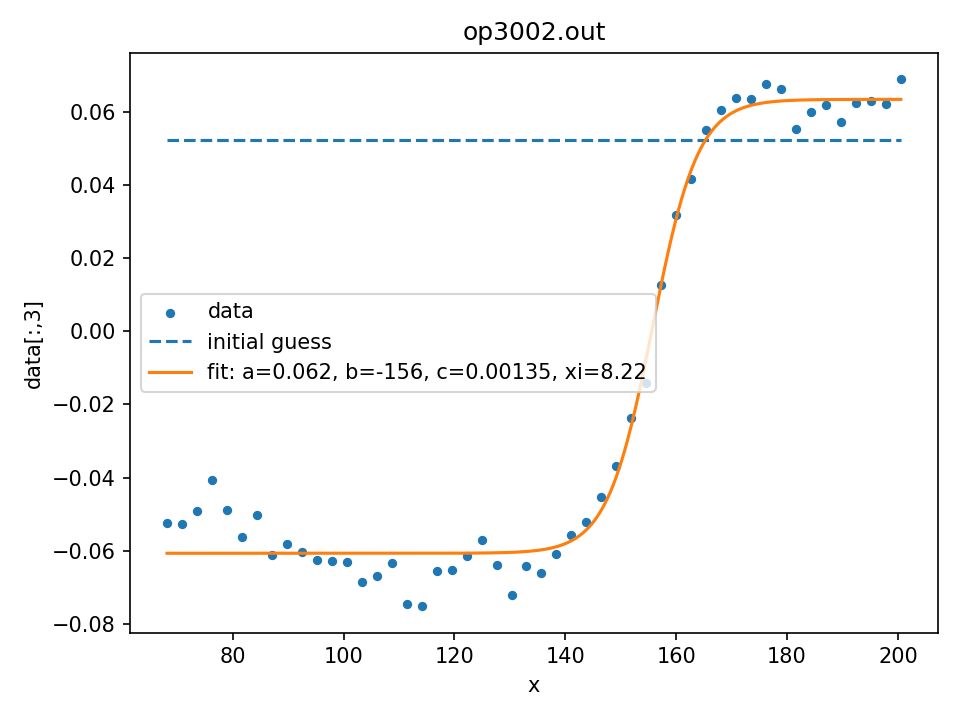 op3002.out
data[:,3]
0.06
0.04
0.02
0.00
−0.02
−0.04
−0.06
−0.08
data
initial guess
fit: a=0.062, b=-156, c=0.00135, xi=8.22
80 100 120 140 160 180 200
x